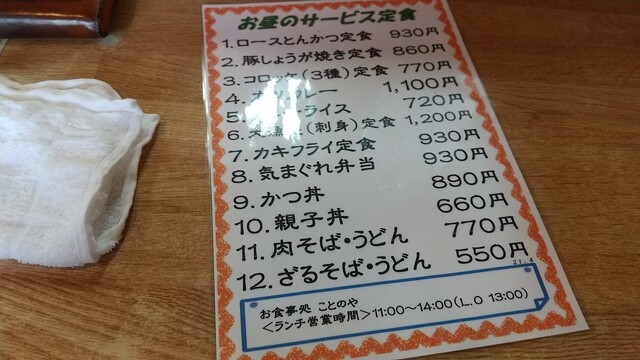 お昼のサービス定食
1. ロースとんかつ定食 930円
2. 豚しょうが焼き定食 860円
3. コロッケ(3種)定食 770円
4. カレー 1,100円
5. ライス 720円
6. (刺身)定食 1,200円
7. カキフライ定食 930円
8. 気まぐれ弁当 930円
9. かつ丼 890円
10. 親子丼 660円
11. 肉そば・うどん 770円
12. ざるそば・うどん 550円
21.4
お食事処 ことのや
<ランチ営業時間>11:00〜14:00(L.O 13:00)